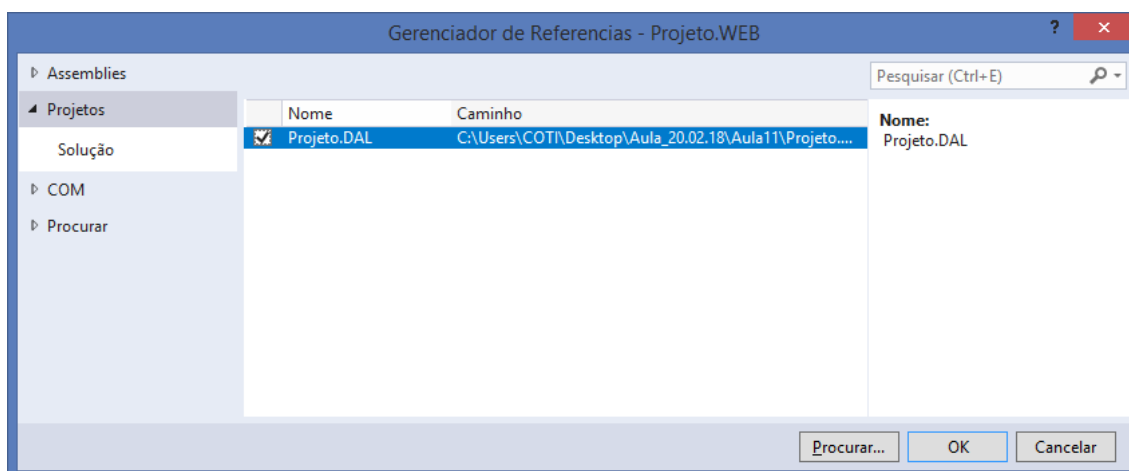 Gerenciador de Referencias - Projeto.WEB
?
Assemblies
Projetos
Solução
COM
Procurar
Nome Caminho
Projeto.DAL C:\Users\COTI\Desktop\Aula_20.02.18\Aula11\Projeto....
Pesquisar (Ctrl+E)
Nome:
Projeto.DAL
Procurar... OK Cancelar